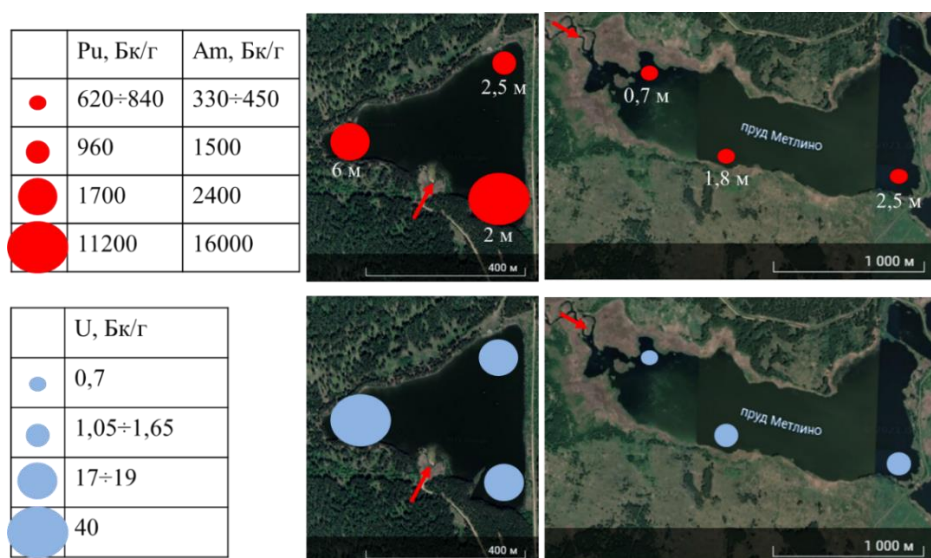 Pu, Бк/г Am, Бк/г
620÷840 330÷450
960 1500
1700 2400
11200 16000
2,5 м
6 м
2 м
400 м
0,7 м
пруд Метлино
1,8 м
2,5 м
1 000 м
U, Бк/г
0,7
1,05÷1,65
17÷19
40
400 м
пруд Метлино
1 000 м